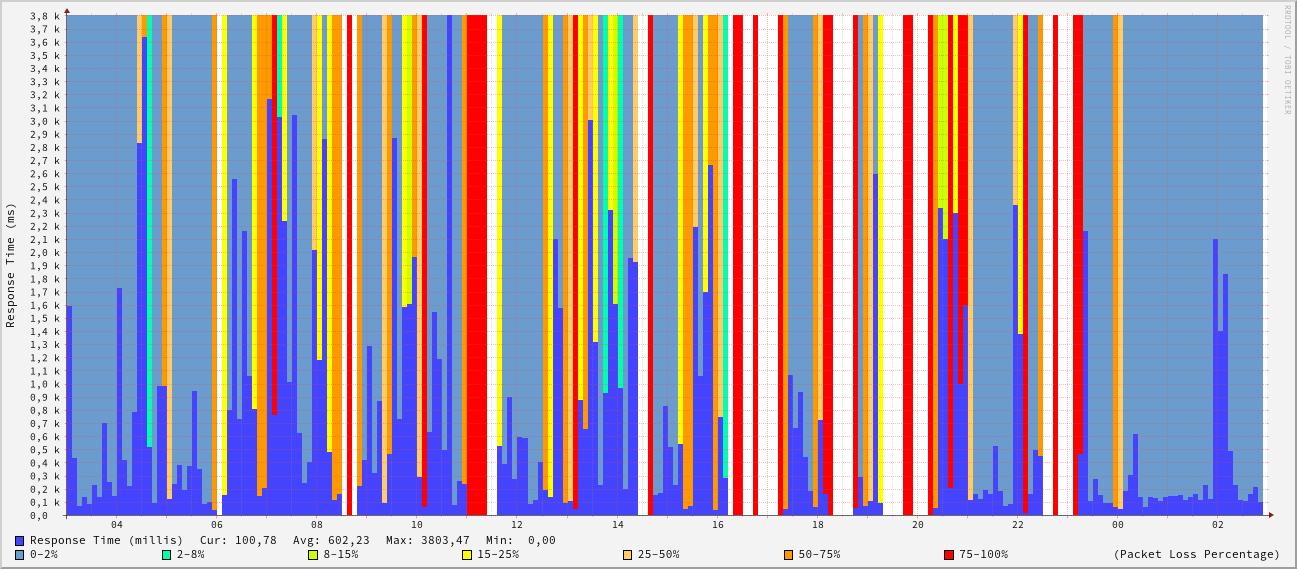 RRDTOOL / TOBI OETIKER
Response Time (ms)
3,8 k
3,7 k
3,6 k
3,5 k
3,4 k
3,3 k
3,2 k
3,1 k
3,0 k
2,9 k
2,8 k
2,7 k
2,6 k
2,5 k
2,4 k
2,3 k
2,2 k
2,1 k
2,0 k
1,9 k
1,8 k
1,7 k
1,6 k
1,5 k
1,4 k
1,3 k
1,2 k
1,1 k
1,0 k
0,9 k
0,8 k
0,7 k
0,6 k
0,5 k
0,4 k
0,3 k
0,2 k
0,1 k
0,0
04 06 08 10 12 14 16 18 20 22 00 02
Response Time (millis) Cur: 100,78 Avg: 602,23 Max: 3803,47 Min: 0,00
0-2% 2-8% 8-15% 15-25% 25-50% 50-75% 75-100% (Packet Loss Percentage)